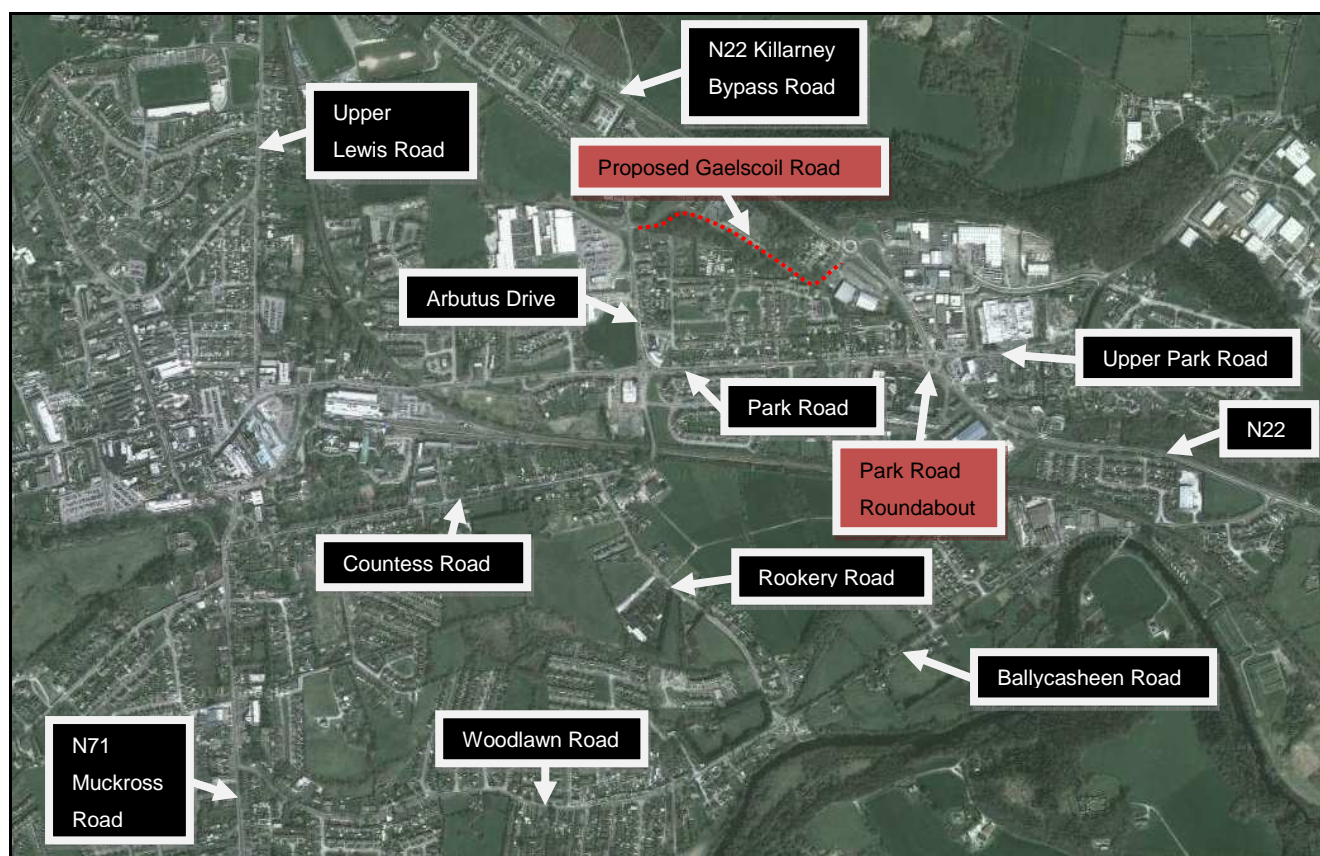 N22 Killarney
Bypass Road
Upper
Lewis Road
Proposed Gaelscoil Road
Arbutus Drive
Upper Park Road
Park Road
N22
Park Road
Roundabout
Countess Road
Rookery Road
Ballycasheen Road
Woodlawn Road
N71
Muckross
Road